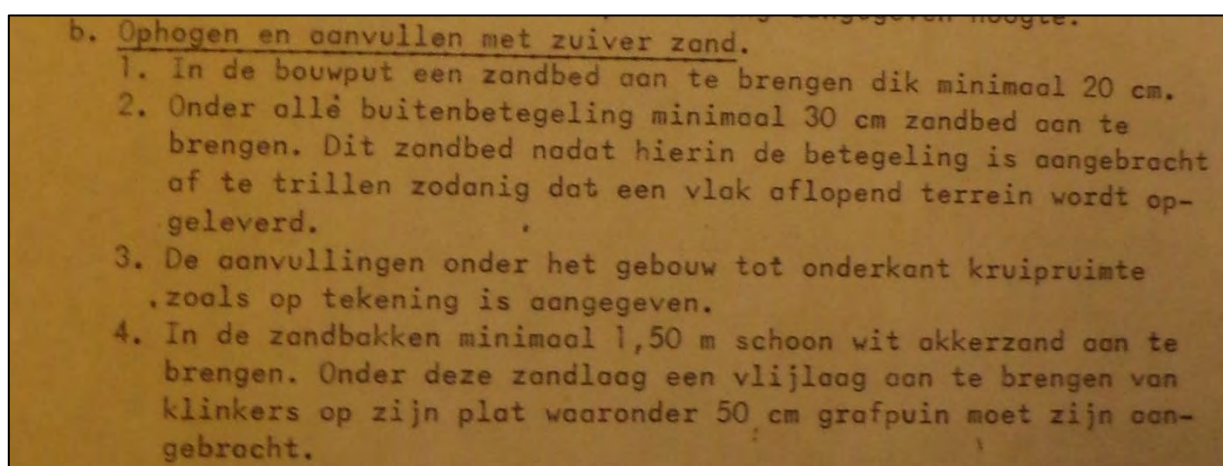 aangegeven hoogte.
b. Ophogen en aanvullen met zuiver zand.
1. In de bouwput een zandbed aan te brengen dik minimaal 20 cm.
2. Onder alle buitenbetegeling minimaal 30 cm zandbed aan te
brengen. Dit zandbed nadat hierin de betegeling is aangebracht
af te trillen zodanig dat een vlak aflopend terrein wordt op-
geleverd.
3. De aanvullingen onder het gebouw tot onderkant kruipruimte
zoals op tekening is aangegeven.
4. In de zandbakken minimaal 1,50 m schoon wit akkerzand aan te
brengen. Onder deze zandlaag een vlijlaag aan te brengen van
klinkers op zijn plat waaronder 50 cm grafpuin moet zijn aan-
gebracht.